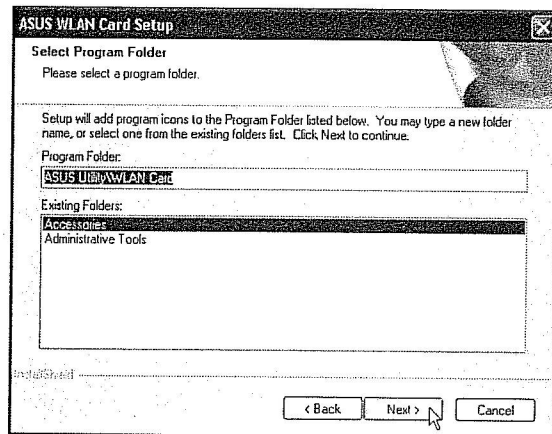 ASUS WLAN Card Setup
Select Program Folder
Please select a program folder.
Setup will add program icons to the Program Folder listed below. You may type a new folder
name, or select one from the existing folders list. Click Next to continue.
Program Folder:
ASUS Utility\WLAN Card
Existing Folders:
Accessories
Administrative Tools
InstallShield
< Back
Next >
Cancel